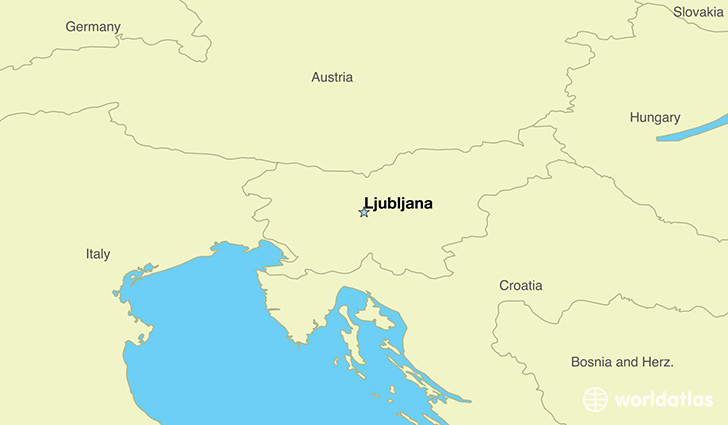 Slovakia
Germany
Austria
Hungary
Ljubljana
Italy
Croatia
Bosnia and Herz.
worldatlas